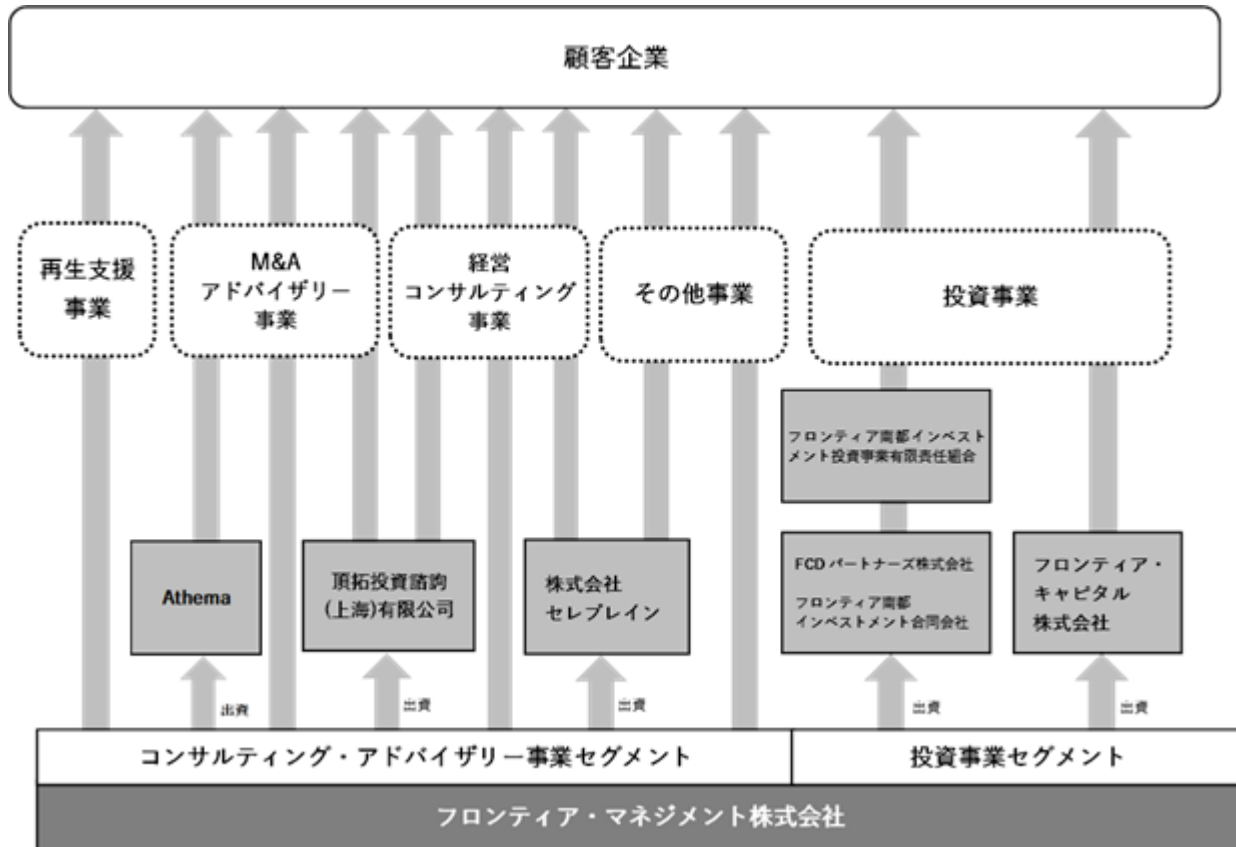 顧客企業
再生支援
事業
M&A
アドバイザリー
事業
経営
コンサルティング
事業
その他事業
投資事業
フロンティア南都インベスト
メント投資事業有限責任組合
Athema
頂拓投資諮詢
(上海)有限公司
株式会社
セレブレイン
FCDパートナーズ株式会社
フロンティア南都
インベストメント合同会社
フロンティア・
キャピタル
株式会社
出資
出資
出資
出資
出資
コンサルティング・アドバイザリー事業セグメント
投資事業セグメント
フロンティア・マネジメント株式会社